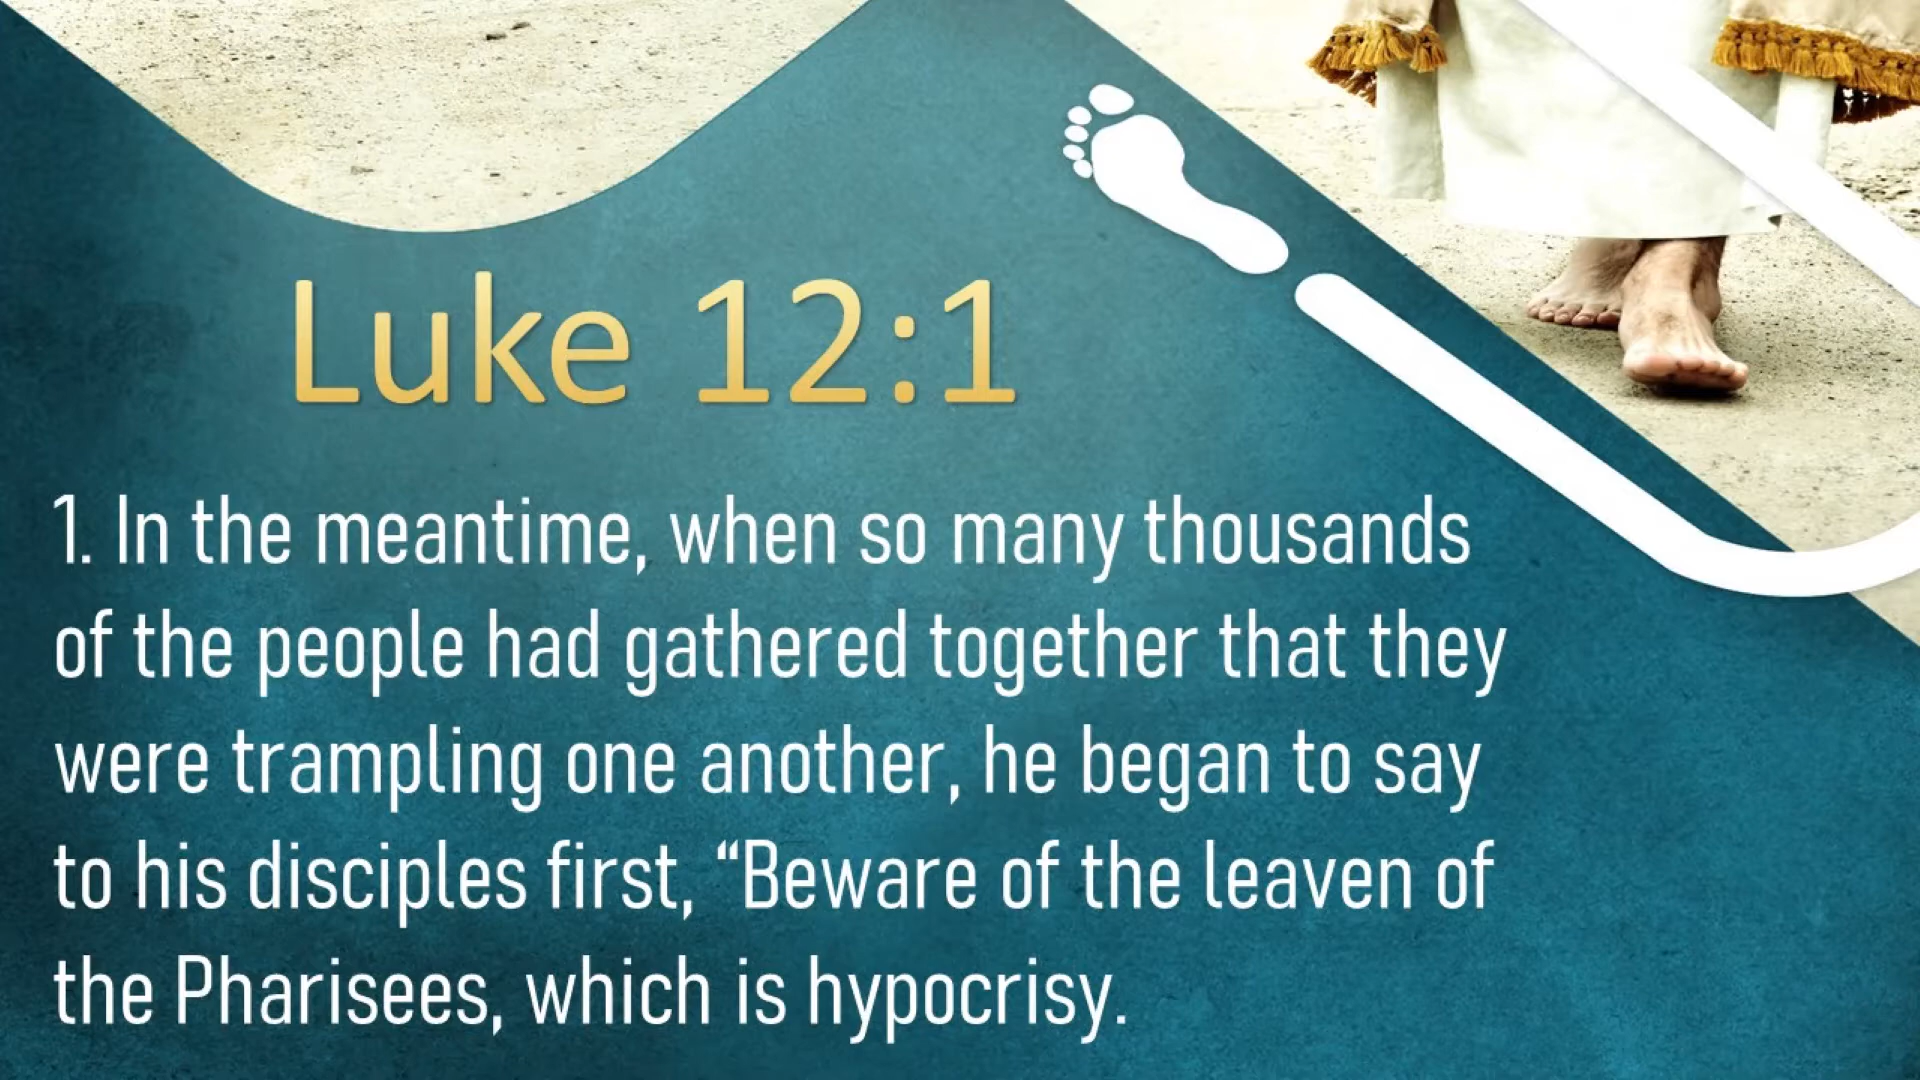 Luke 12:1
1. In the meantime, when so many thousands
of the people had gathered together that they
were trampling one another, he began to say
to his disciples first, “Beware of the leaven of
the Pharisees, which is hypocrisy.